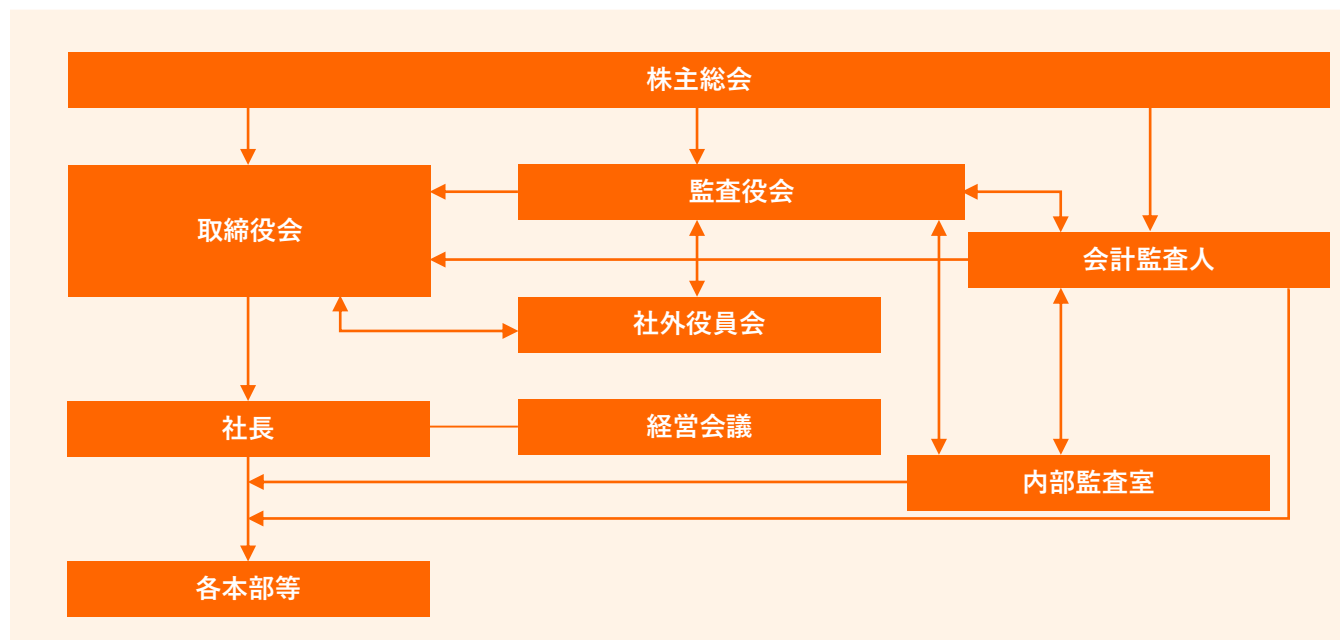 株主総会
取締役会
監査役会
会計監査人
社外役員会
社長
経営会議
内部監査室
各本部等